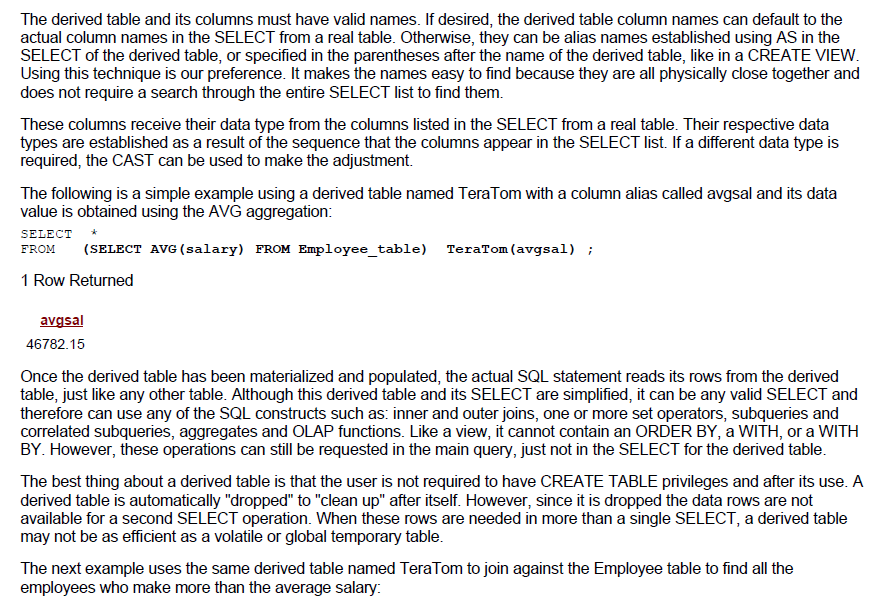 The derived table and its columns must have valid names. If desired, the derived table column names can default to the
actual column names in the SELECT from a real table. Otherwise, they can be alias names established using AS in the
SELECT of the derived table, or specified in the parentheses after the name of the derived table, like in a CREATE VIEW.
Using this technique is our preference. It makes the names easy to find because they are all physically close together and
does not require a search through the entire SELECT list to find them.
These columns receive their data type from the columns listed in the SELECT from a real table. Their respective data
types are established as a result of the sequence that the columns appear in the SELECT list. If a different data type is
required, the CAST can be used to make the adjustment.
The following is a simple example using a derived table named TeraTom with a column alias called avgsal and its data
value is obtained using the AVG aggregation:
SELECT *
FROM (SELECT AVG(salary) FROM Employee_table) TeraTom(avgsal) ;
1 Row Returned
avgsal
46782.15
Once the derived table has been materialized and populated, the actual SQL statement reads its rows from the derived
table, just like any other table. Although this derived table and its SELECT are simplified, it can be any valid SELECT and
therefore can use any of the SQL constructs such as: inner and outer joins, one or more set operators, subqueries and
correlated subqueries, aggregates and OLAP functions. Like a view, it cannot contain an ORDER BY, a WITH, or a WITH
BY. However, these operations can still be requested in the main query, just not in the SELECT for the derived table.
The best thing about a derived table is that the user is not required to have CREATE TABLE privileges and after its use. A
derived table is automatically "dropped" to "clean up" after itself. However, since it is dropped the data rows are not
available for a second SELECT operation. When these rows are needed in more than a single SELECT, a derived table
may not be as efficient as a volatile or global temporary table.
The next example uses the same derived table named TeraTom to join against the Employee table to find all the
employees who make more than the average salary: